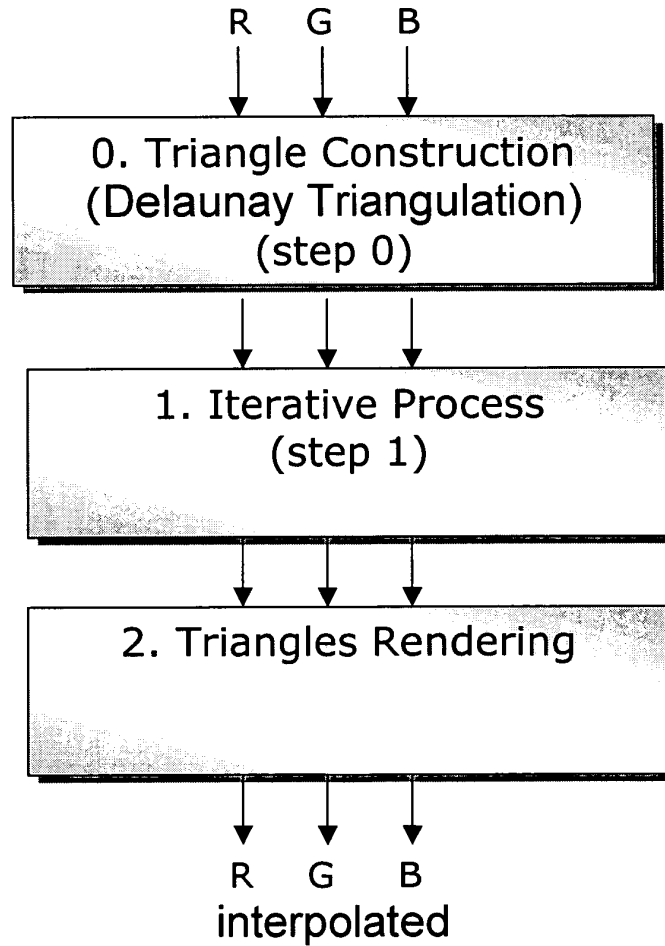 R G B
0. Triangle Construction
(Delaunay Triangulation)
(step 0)
1. Iterative Process
(step 1)
2. Triangles Rendering
R G B
interpolated